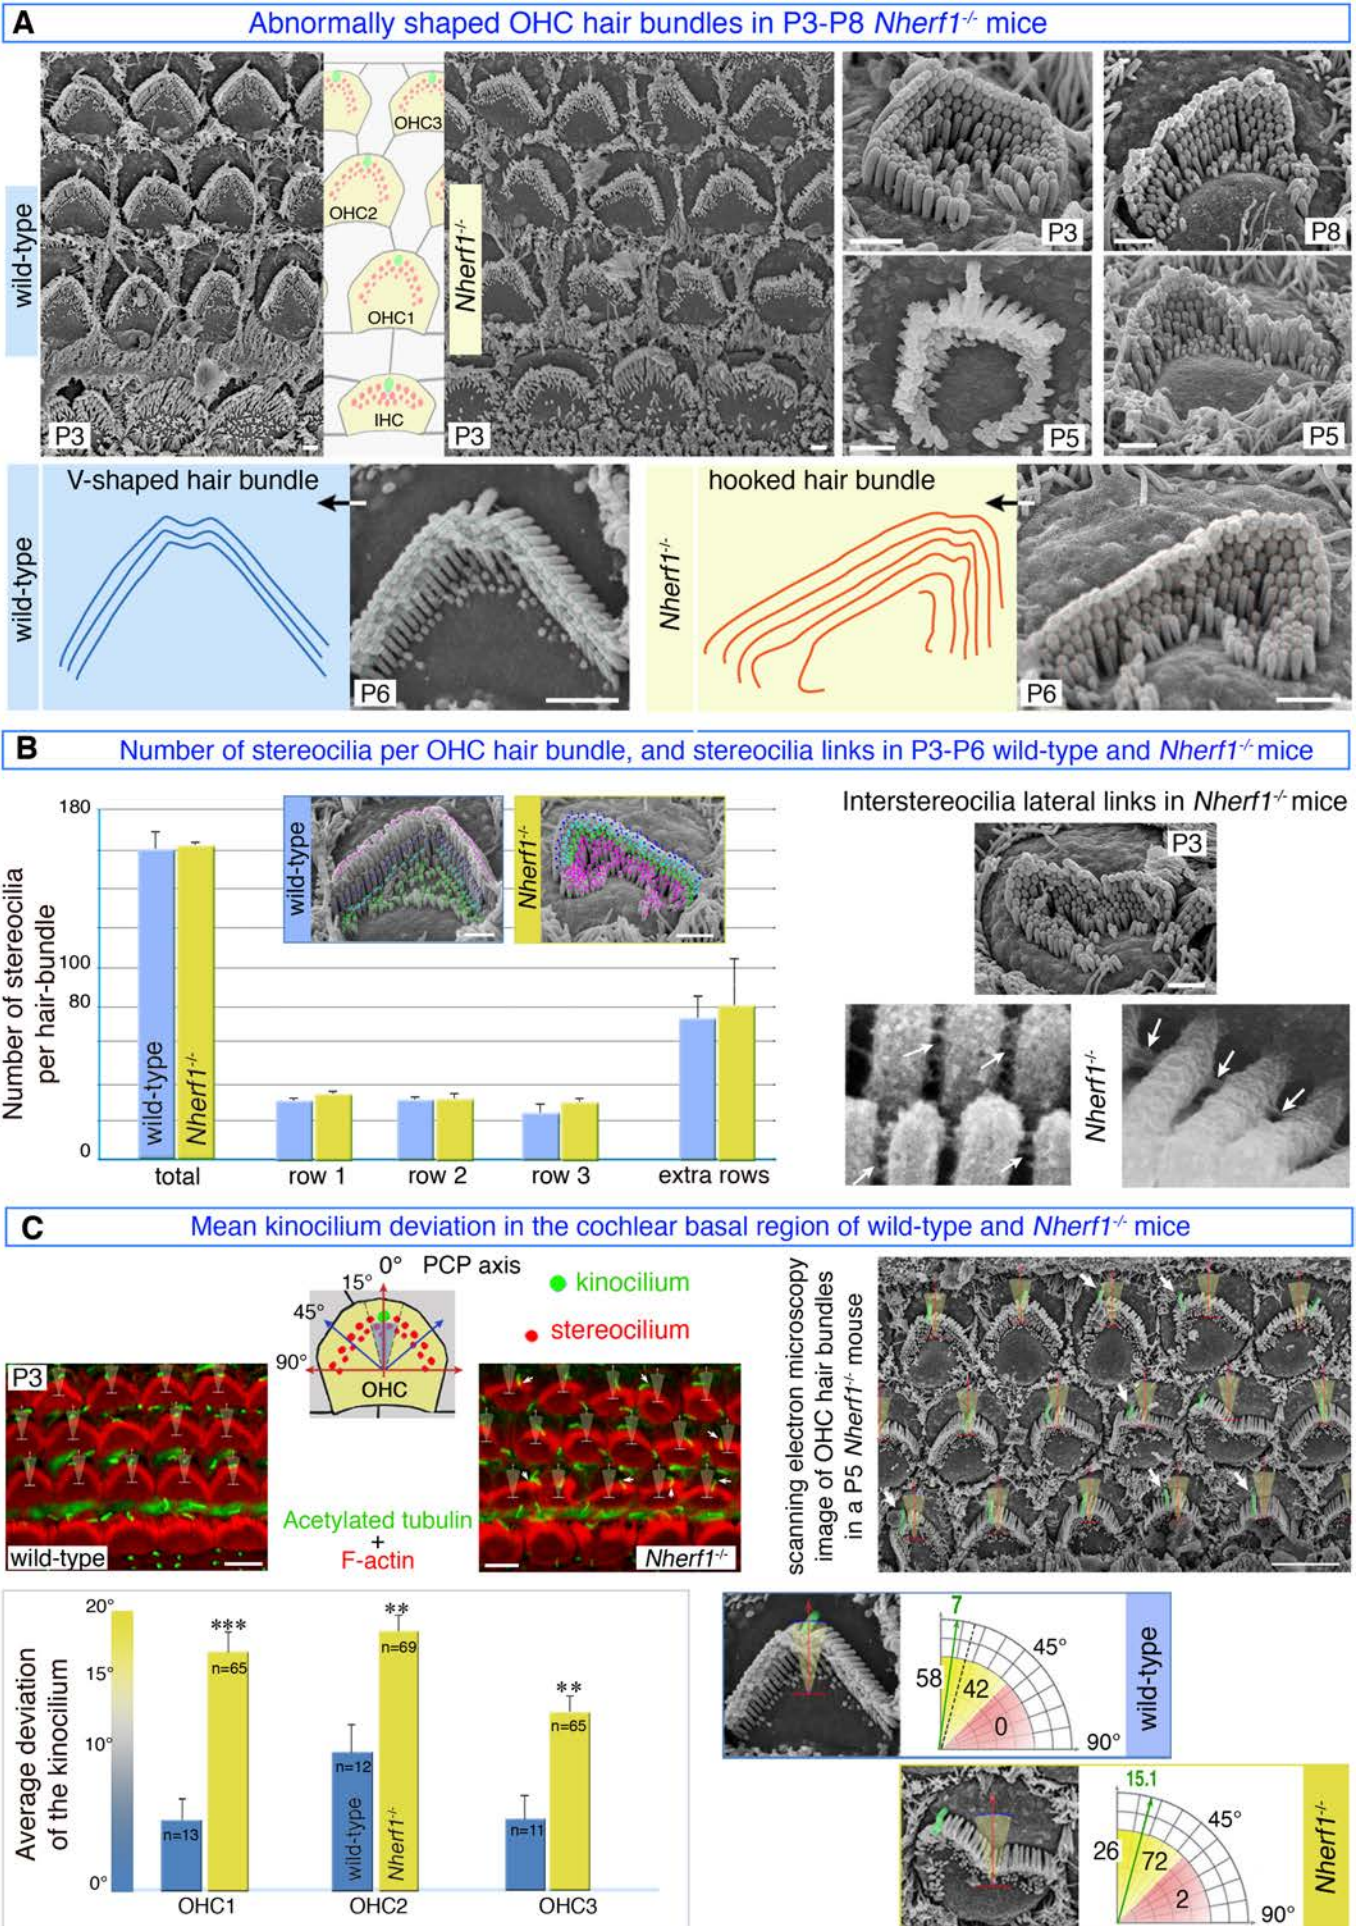 A Abnormally shaped OHC hair bundles in P3-P8 Nherf1-/- mice
wild-type
P3
OHC3
OHC2
OHC1
IHC
Nherf1-/-
P3
P3
P8
P5
P5
wild-type
V-shaped hair bundle
P6
Nherf1-/-
hooked hair bundle
P6
B Number of stereocilia per OHC hair bundle, and stereocilia links in P3-P6 wild-type and Nherf1-/- mice
Number of stereocilia
per hair-bundle
180
100
80
0
wild-type
Nherf1-/-
wild-type
Nherf1-/-
total row 1 row 2 row 3 extra rows
Interstereocilia lateral links in Nherf1-/- mice
P3
Nherf1-/-
C Mean kinocilium deviation in the cochlear basal region of wild-type and Nherf1-/- mice
0° PCP axis
15°
45°
90°
OHC
kinocilium
stereocilium
P3
wild-type
Acetylated tubulin
+
F-actin
Nherf1-/-
scanning electron microscopy
image of OHC hair bundles
in a P5 Nherf1-/- mouse
Average deviation
of the kinocilium
20°
15°
10°
0°
***
n=65
n=13
**
n=69
n=12
wild-type
Nherf1-/-
**
n=65
n=11
OHC1 OHC2 OHC3
7
45°
58
42
0
90°
wild-type
15.1
45°
26
72
2
90°
Nherf1-/-